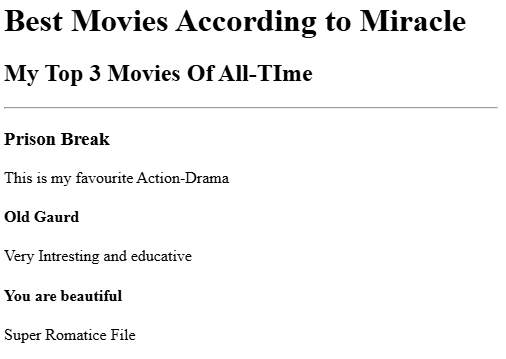 Best Movies According to Miracle
My Top 3 Movies Of All-TIme
Prison Break
This is my favourite Action-Drama
Old Gaurd
Very Intresting and educative
You are beautiful
Super Romatice File